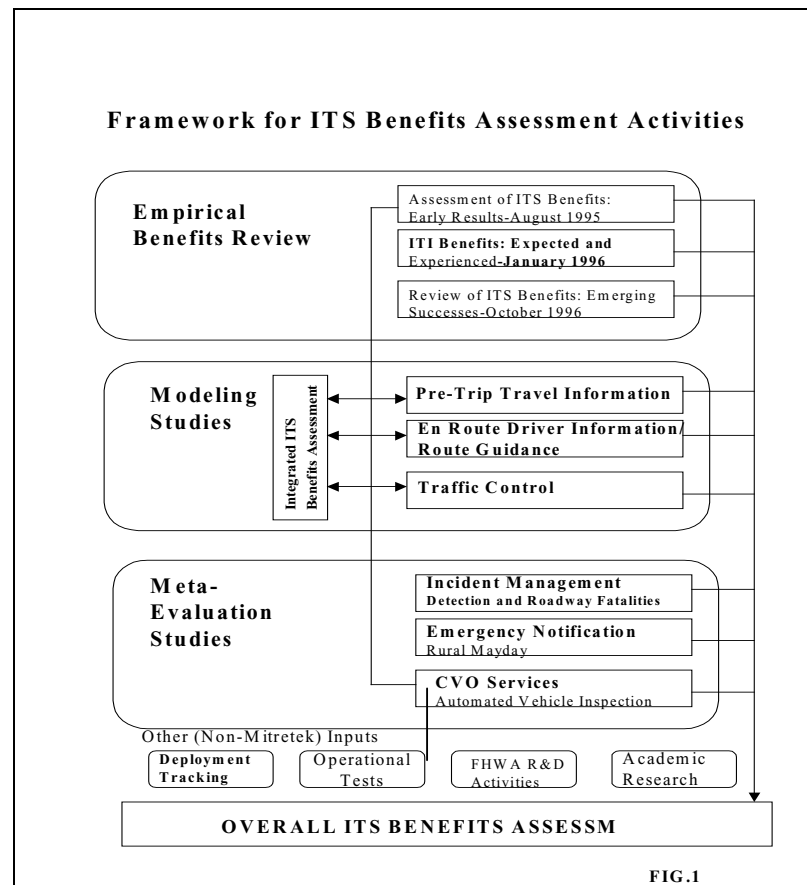 Framework for ITS Benefits Assessment Activities
Empirical
Benefits Review
Assessment of ITS Benefits:
Early Results-August 1995
ITI Benefits: Expected and
Experienced-January 1996
Review of ITS Benefits: Emerging
Successes-October 1996
Modeling
Studies
Integrated ITS
Benefits Assessment
Pre-Trip Travel Information
En Route Driver Information/
Route Guidance
Traffic Control
Meta-
Evaluation
Studies
Incident Management
Detection and Roadway Fatalities
Emergency Notification
Rural Mayday
CVO Services
Automated Vehicle Inspection
Other (Non-Mitretek) Inputs
Deployment
Tracking
Operational
Tests
FHWA R&D
Activities
Academic
Research
OVERALL ITS BENEFITS ASSESSM
FIG.1